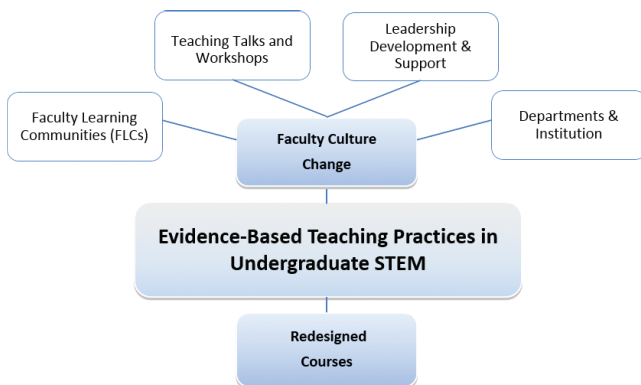 Teaching Talks and
Workshops
Leadership
Development &
Support
Faculty Learning
Communities (FLCs)
Departments &
Institution
Faculty Culture
Change
Evidence-Based Teaching Practices in
Undergraduate STEM
Redesigned
Courses